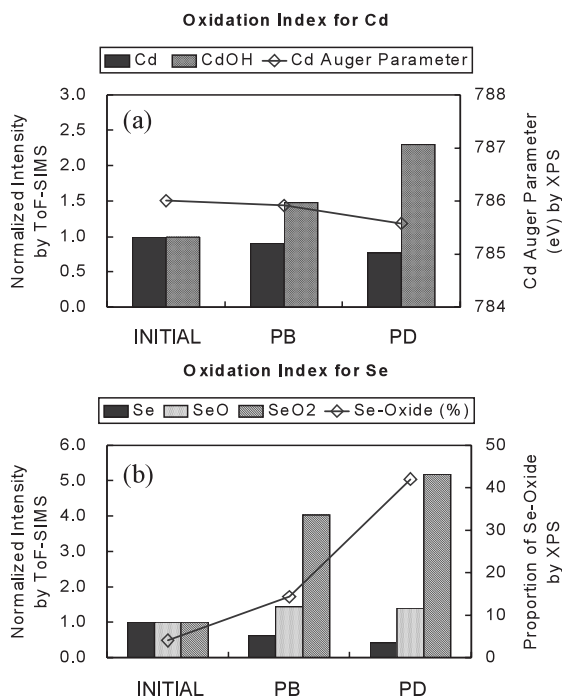 Oxidation Index for Cd
Cd CdOH Cd Auger Parameter
(a)
Normalized Intensity
by ToF-SIMS
3.0
2.5
2.0
1.5
1.0
0.5
0.0
788
787
786
785
784
Cd Auger Parameter
(eV) by XPS
INITIAL PB PD
Oxidation Index for Se
Se SeO SeO2 Se-Oxide (%)
(b)
Normalized Intensity
by ToF-SIMS
6.0
5.0
4.0
3.0
2.0
1.0
0.0
50
40
30
20
10
0
Proportion of Se-Oxide
by XPS
INITIAL PB PD